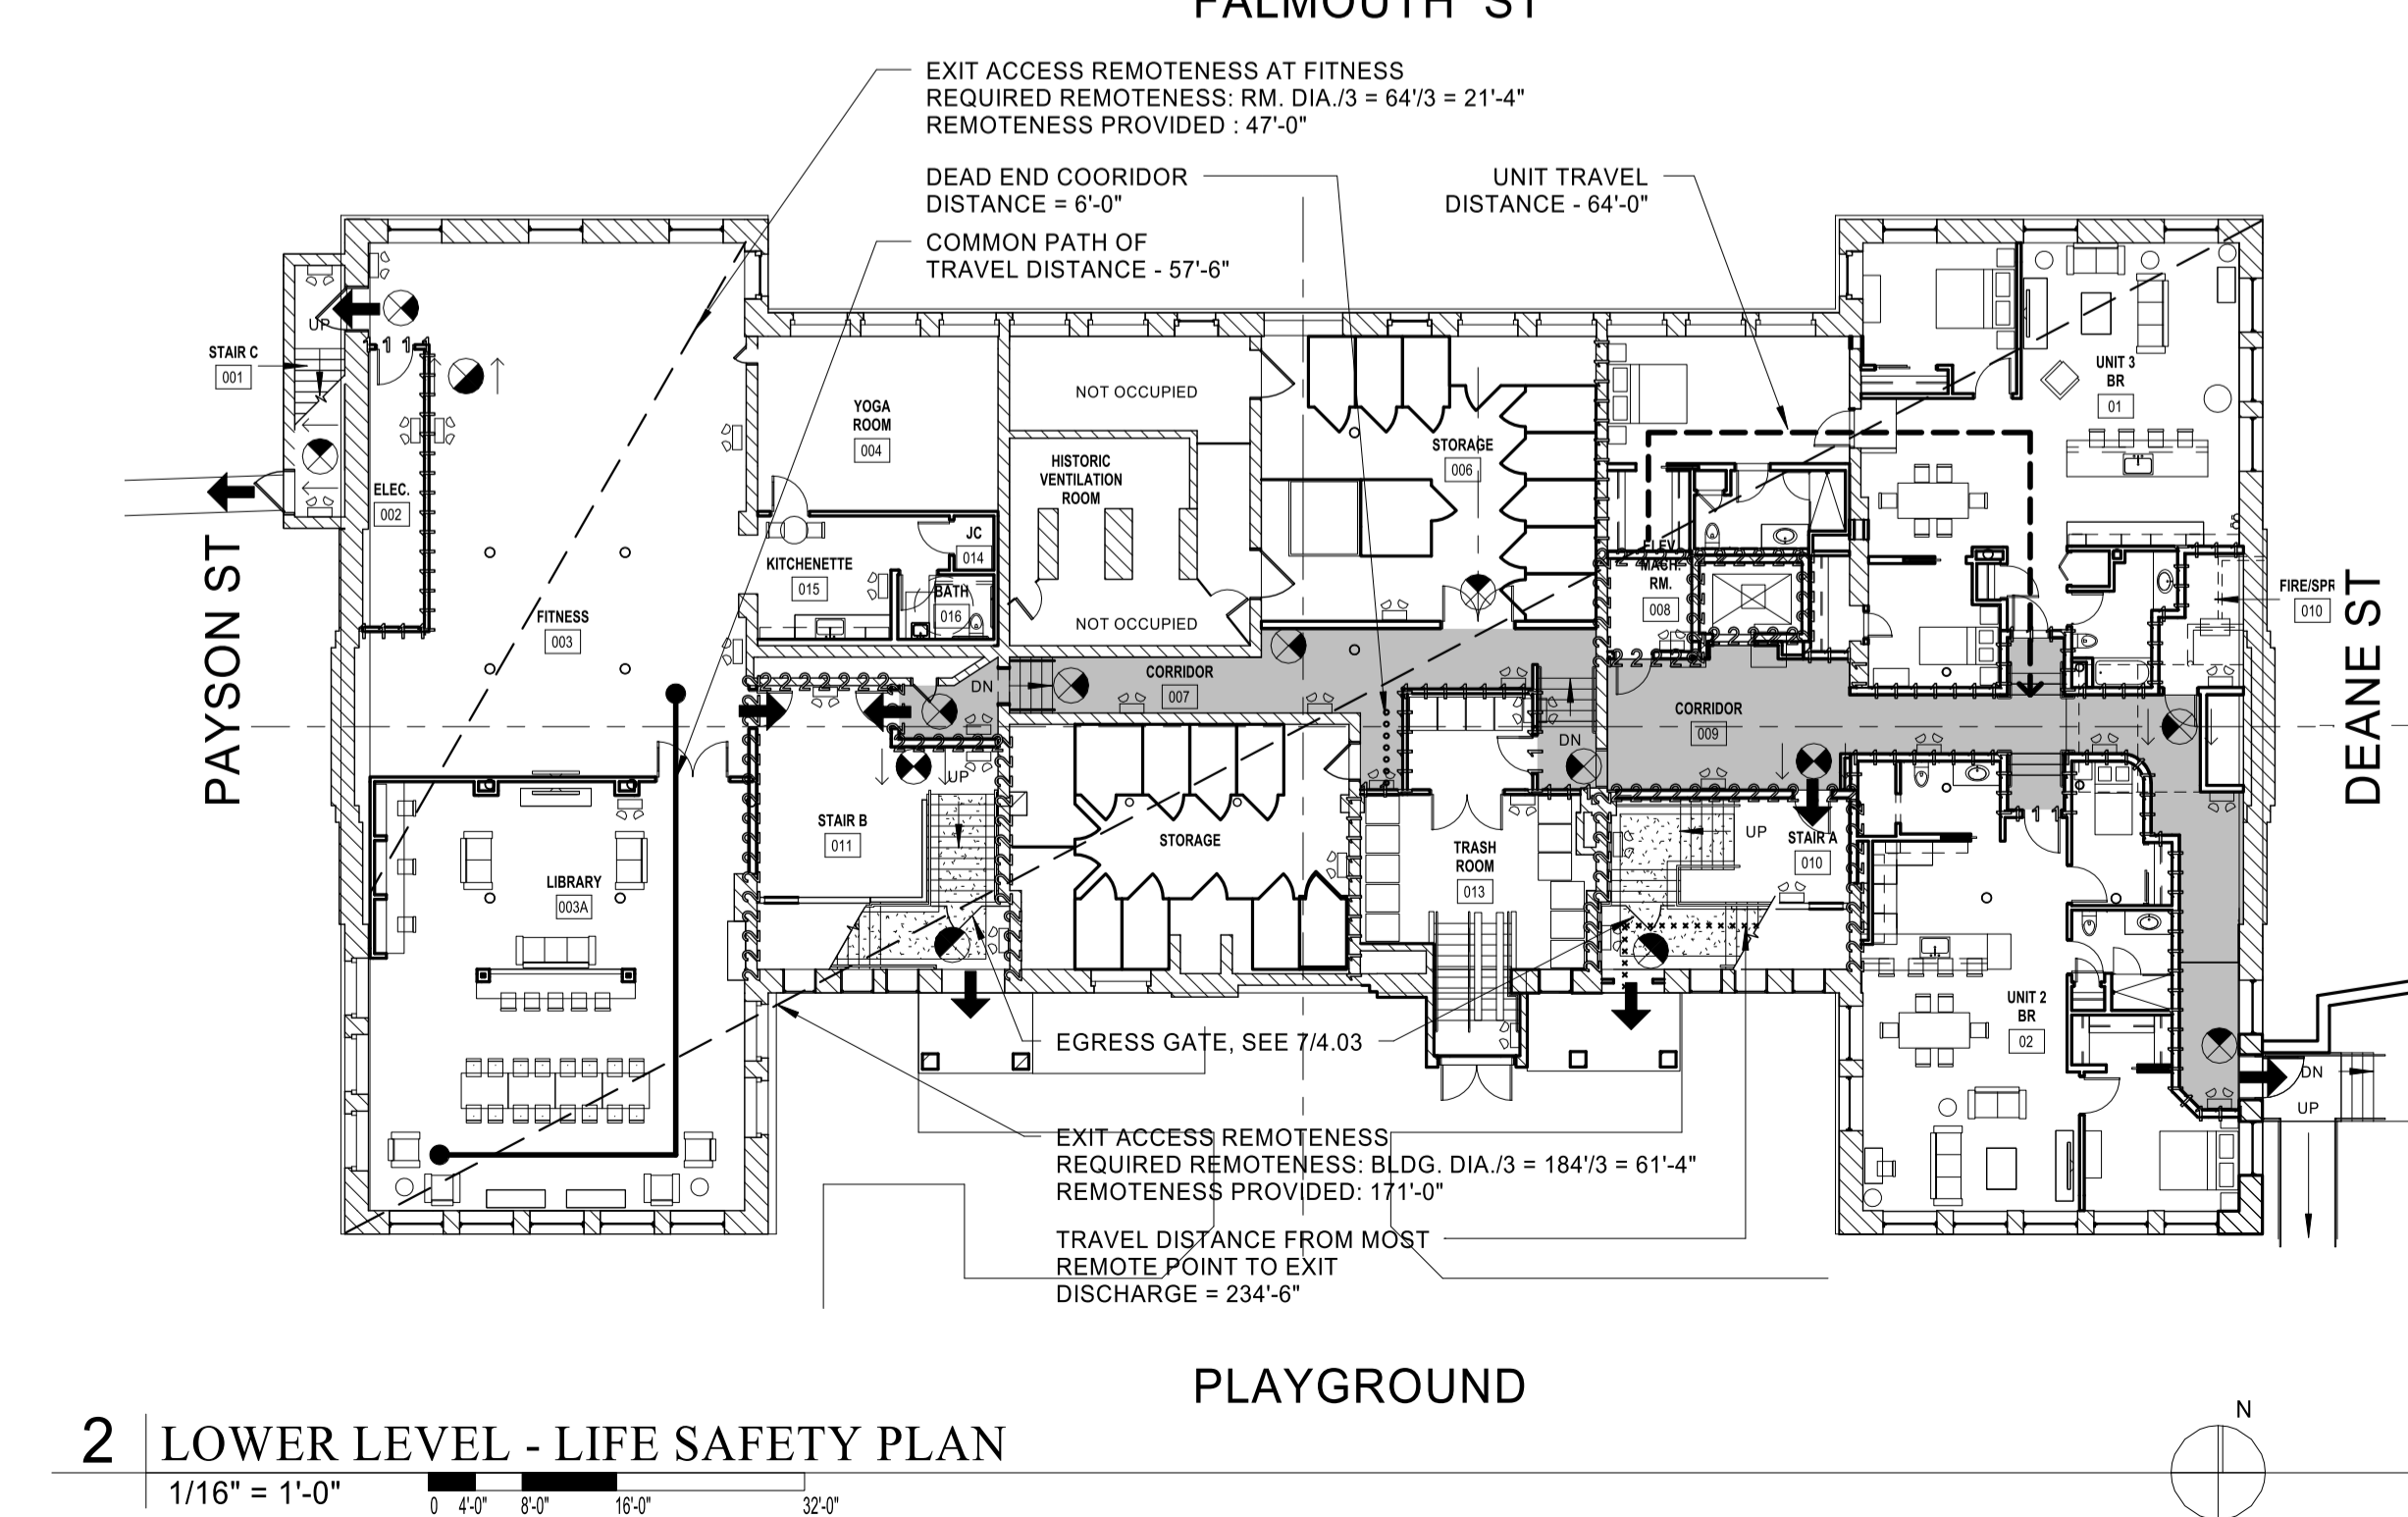 FALMOUTH ST
EXIT ACCESS REMOTENESS AT FITNESS
REQUIRED REMOTENESS: RM. DIA./3 = 64'/3 = 21'-4"
REMOTENESS PROVIDED : 47'-0"
DEAD END COORIDOR
DISTANCE = 6'-0"
UNIT TRAVEL
DISTANCE - 64'-0"
COMMON PATH OF
TRAVEL DISTANCE - 57'-6"
STAIR C
001
UP
ELEC.
002
FITNESS
003
YOGA
ROOM
004
KITCHENETTE
015
JC
014
BATH
016
NOT OCCUPIED
HISTORIC
VENTILATION
ROOM
NOT OCCUPIED
STORAGE
006
ELEV.
MACH.
RM.
008
UNIT 3
BR
01
FIRE/SPR
010
PAYSON ST
DEANE ST
DN
CORRIDOR
007
DN
CORRIDOR
009
UP
STAIR B
011
STORAGE
TRASH
ROOM
013
UP
STAIR A
010
LIBRARY
003A
UNIT 2
BR
02
DN
UP
EGRESS GATE, SEE 7/4.03
EXIT ACCESS REMOTENESS
REQUIRED REMOTENESS: BLDG. DIA./3 = 184'/3 = 61'-4"
REMOTENESS PROVIDED: 171'-0"
TRAVEL DISTANCE FROM MOST
REMOTE POINT TO EXIT
DISCHARGE = 234'-6"
PLAYGROUND
2
LOWER LEVEL - LIFE SAFETY PLAN
1/16" = 1'-0"
0 4'-0" 8'-0" 16'-0" 32'-0"
N